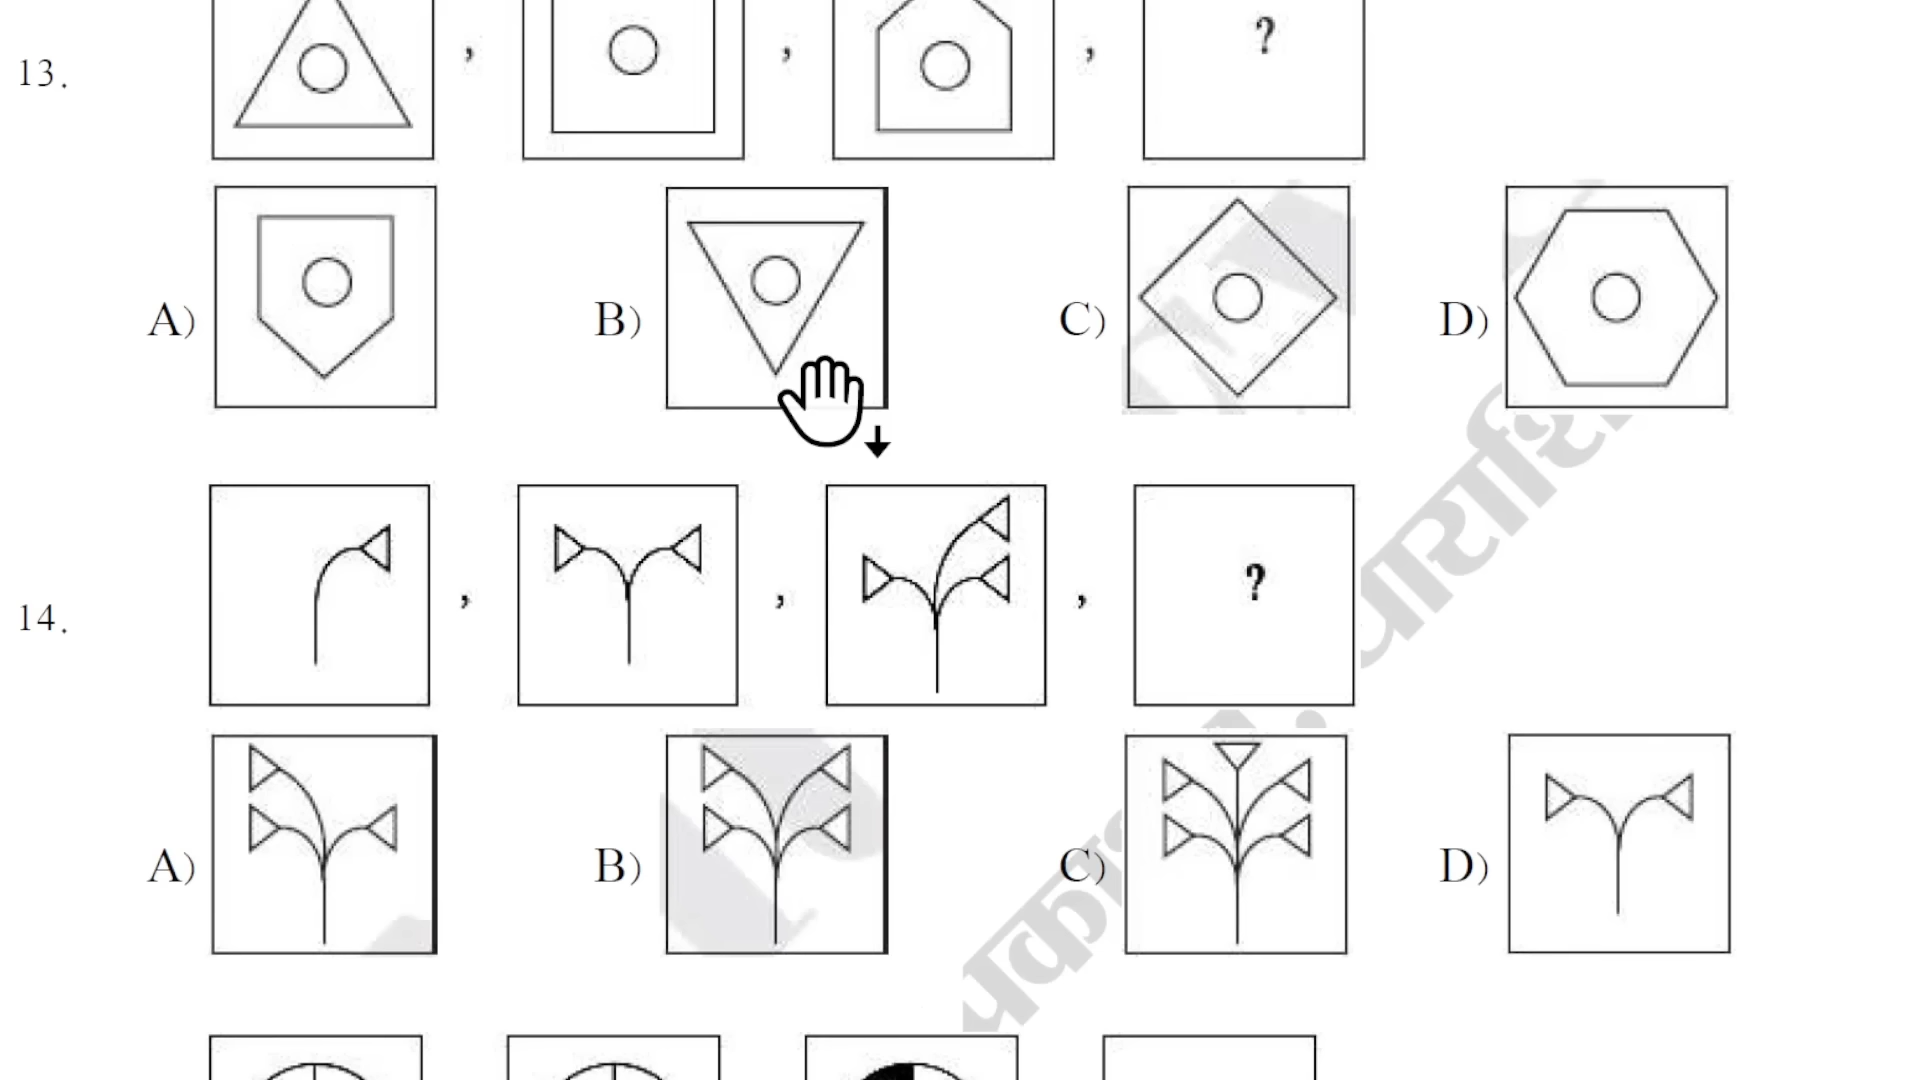 13. , , , ?
A) B) C) D)
14. , , , ?
A) B) C) D)